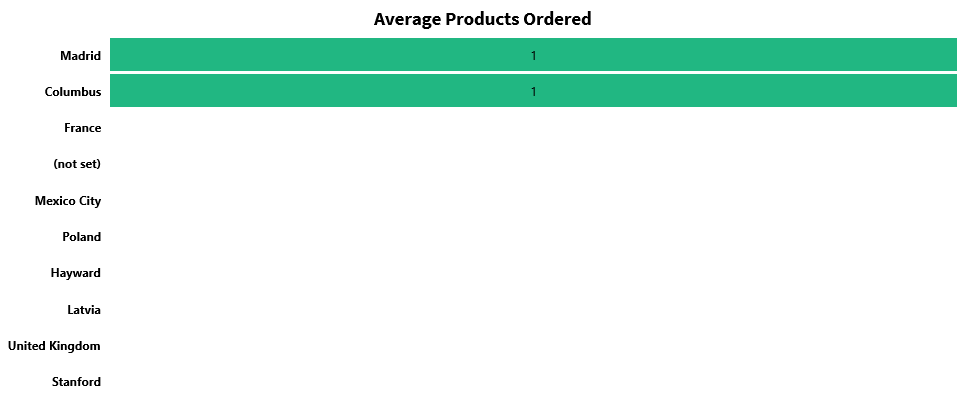 Average Products Ordered
Madrid 1
Columbus 1
France
(not set)
Mexico City
Poland
Hayward
Latvia
United Kingdom
Stanford